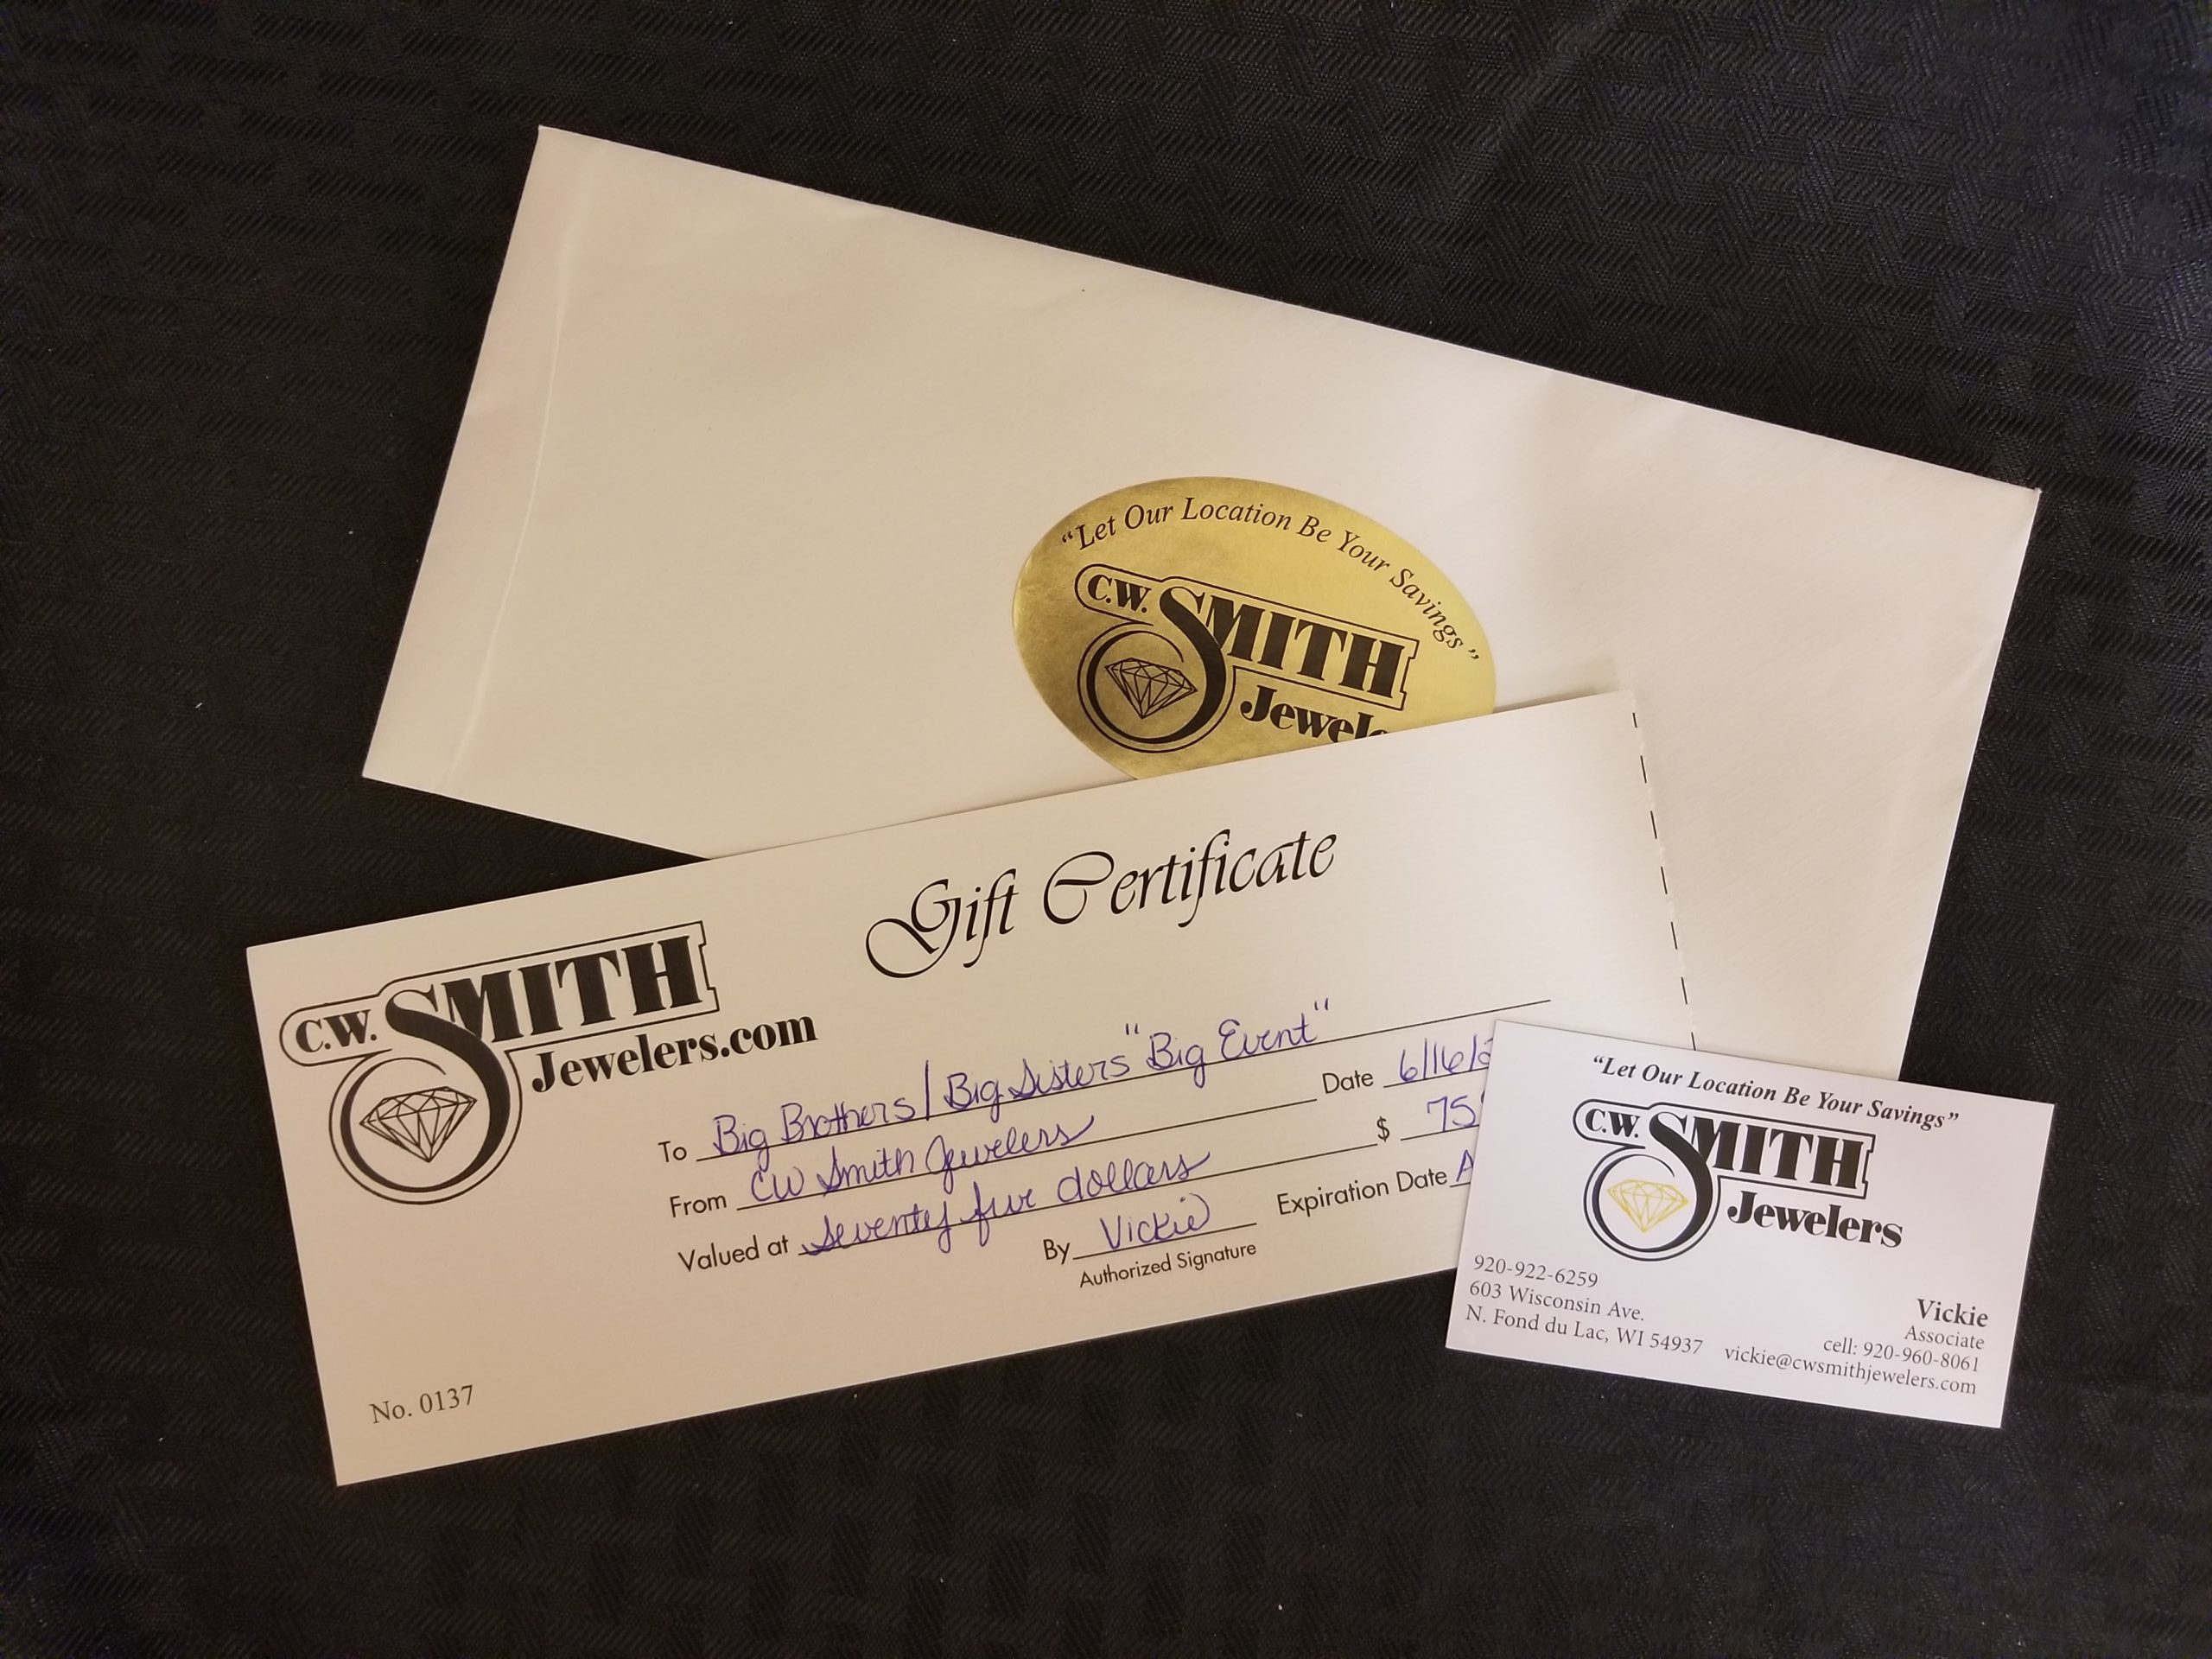 “Let Our Location Be Your Savings”
C.W. SMITH
Gift Certificate
C.W. SMITH
Jewelers.com
To Big Brothers/Big Sisters "Big Event"
From CW Smith Jewelers Date 6/16/
Valued at seventy five dollars $ 75
By Vickie Expiration Date
Authorized Signature
No. 0137
“Let Our Location Be Your Savings”
C.W. SMITH
Jewelers
920-922-6259
603 Wisconsin Ave.
N. Fond du Lac, WI 54937
Vickie
Associate
cell: 920-960-8061
vickie@cwsmithjewelers.com